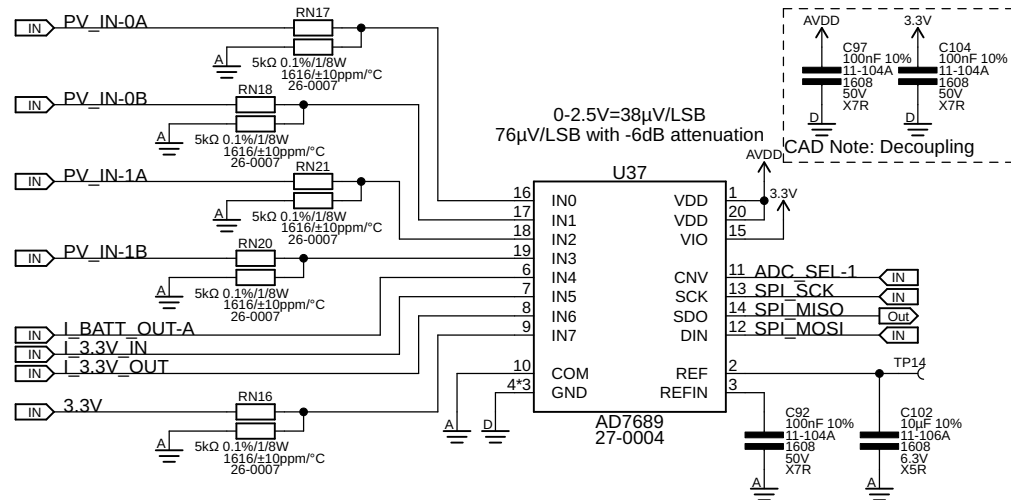 IN PV_IN-0A
RN17
A
5kΩ 0.1%/1/8W
1616/±10ppm/°C
26-0007
IN PV_IN-0B
RN18
A
5kΩ 0.1%/1/8W
1616/±10ppm/°C
26-0007
IN PV_IN-1A
RN21
A
5kΩ 0.1%/1/8W
1616/±10ppm/°C
26-0007
IN PV_IN-1B
RN20
A
5kΩ 0.1%/1/8W
1616/±10ppm/°C
26-0007
IN I_BATT_OUT-A
IN I_3.3V_IN
IN I_3.3V_OUT
IN 3.3V
RN16
A
5kΩ 0.1%/1/8W
1616/±10ppm/°C
26-0007
0-2.5V=38µV/LSB
76µV/LSB with -6dB attenuation
U37
16 IN0
17 IN1
18 IN2
19 IN3
6 IN4
7 IN5
8 IN6
9 IN7
10 COM
4*3 GND
A
D
VDD 1
VDD 20
VIO 15
AVDD
3.3V
CNV 11 ADC_SEL-1 IN
SCK 13 SPI_SCK IN
SDO 14 SPI_MISO Out
DIN 12 SPI_MOSI IN
REF 2
TP14
REFIN 3
AD7689
27-0004
C92
100nF 10%
11-104A
1608
50V
X7R
A
C102
10µF 10%
11-106A
1608
6.3V
X5R
A
AVDD
C97
100nF 10%
11-104A
1608
50V
X7R
D
3.3V
C104
100nF 10%
11-104A
1608
50V
X7R
D
CAD Note: Decoupling